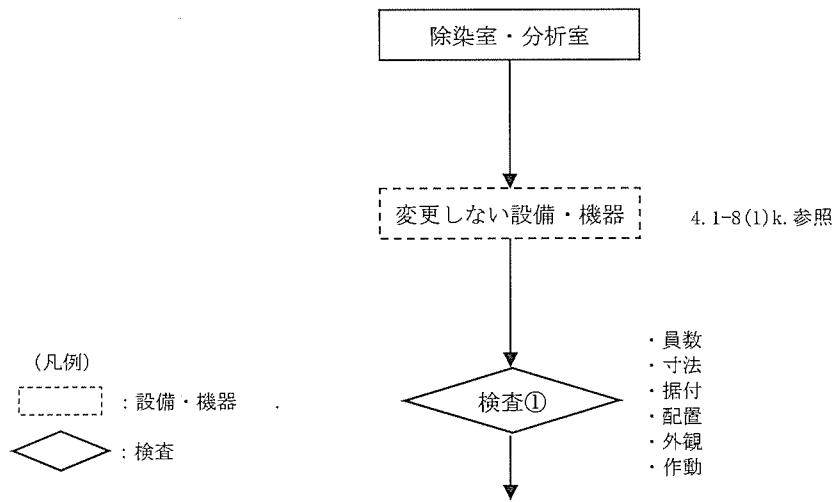 除染室・分析室
変更しない設備・機器
4.1-8(1)k.参照
・員数
・寸法
・据付
・配置
・外観
・作動
検査①
(凡例)
：設備・機器
：検査